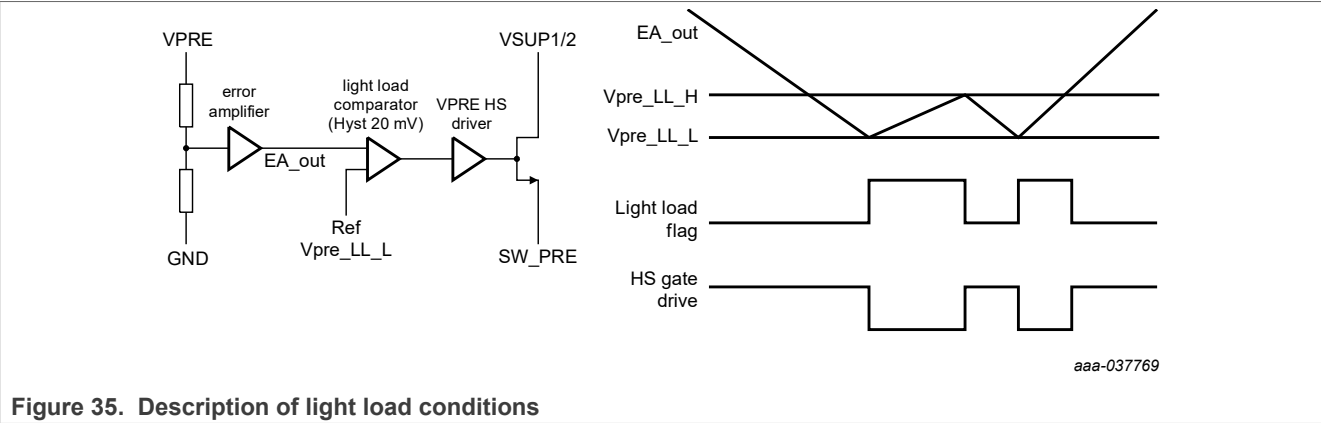 VPRE
VSUP1/2
error
amplifier
light load
comparator
(Hyst 20 mV)
VPRE HS
driver
EA_out
Ref
Vpre_LL_L
GND
SW_PRE
EA_out
Vpre_LL_H
Vpre_LL_L
Light load
flag
HS gate
drive
aaa-037769
Figure 35. Description of light load conditions